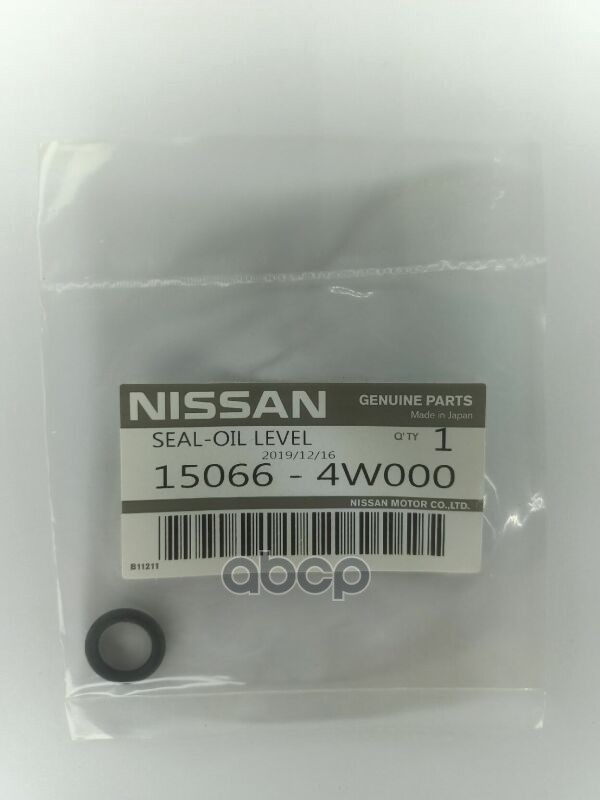 NISSAN GENUINE PARTS
Made in Japan
SEAL-OIL LEVEL Q'TY 1
2019/12/16
15066 - 4W000
NISSAN MOTOR CO.,LTD.
B11211
abcp